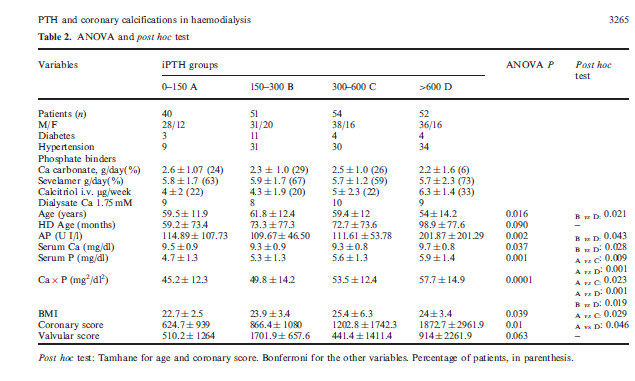 PTH and coronary calcifications in haemodialysis 3265
Table 2. ANOVA and post hoc test
Variables iPTH groups ANOVA P Post hoc test
0–150 A 150–300 B 300–600 C >600 D
Patients (n) 40 51 54 52
M/F 28/12 31/20 38/16 36/16
Diabetes 3 11 4 4
Hypertension 9 31 30 34
Phosphate binders
Ca carbonate, g/day(%) 2.6±1.07 (24) 2.3 ± 1.0 (29) 2.5±1.0 (26) 2.2±1.6 (6)
Sevelamer g/day(%) 5.8±1.7 (63) 5.9±1.7 (67) 5.7±1.2 (59) 5.7±2.3 (73)
Calcitriol i.v. µg/week 4±2 (22) 4.3±1.9 (20) 5±2.3 (22) 6.3±1.4 (33)
Dialysate Ca 1.75 mM 9 8 10 9
Age (years) 59.5± 11.9 61.8±12.4 59.4±12 54±14.2 0.016 B vs D: 0.021
HD Age (months) 59.2±73.4 73.3±77.3 72.7±73.6 98.9±77.6 0.090 –
AP (U I/l) 114.89±107.73 109.67±46.50 111.61±53.78 201.87±201.29 0.002 B vs D: 0.043
Serum Ca (mg/dl) 9.5±0.9 9.3±0.9 9.3±0.8 9.7±0.8 0.037 B vs D: 0.028
Serum P (mg/dl) 4.7±1.3 5.3±1.3 5.6±1.3 5.9±1.4 0.001 A vs C: 0.001
A vs D: 0.001
Ca× P (mg²/dl²) 45.2±12.3 49.8±14.2 53.5±12.4 57.7±14.9 0.0001 A vs C: 0.023
A vs D: 0.001
B vs D: 0.019
BMI 22.7±2.5 23.9±3.4 25.4±6.3 24±3.4 0.039 A vs C: 0.009
Coronary score 624.7±939 866.4±1080 1202.8±1742.3 1872.7±2961.9 0.01 A vs D: 0.046
Valvular score 510.2±1264 1701.9±657.6 441.4±1411.4 914±2261.9 0.063 –
Post hoc test: Tamhane for age and coronary score. Bonferroni for the other variables. Percentage of patients, in parenthesis.